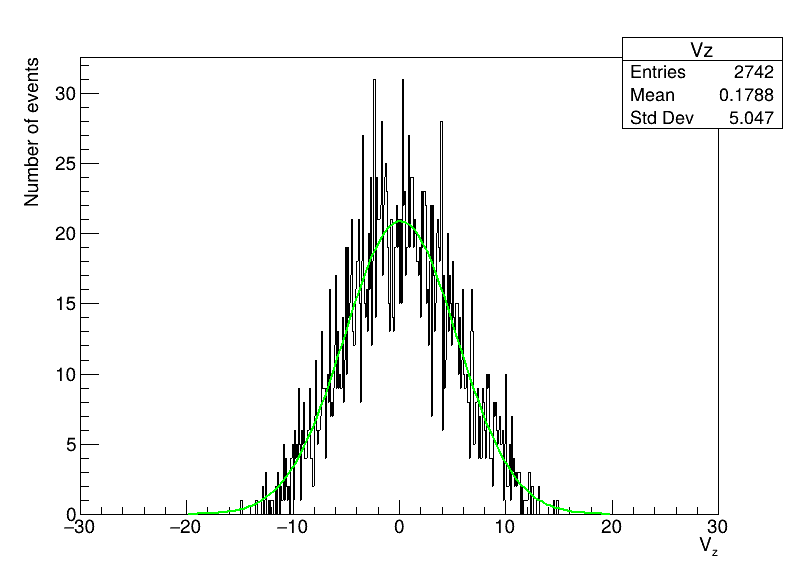 Vz
Entries 2742
Mean 0.1788
Std Dev 5.047
Number of events
30
25
20
15
10
5
0
−30 −20 −10 0 10 20 30
Vz